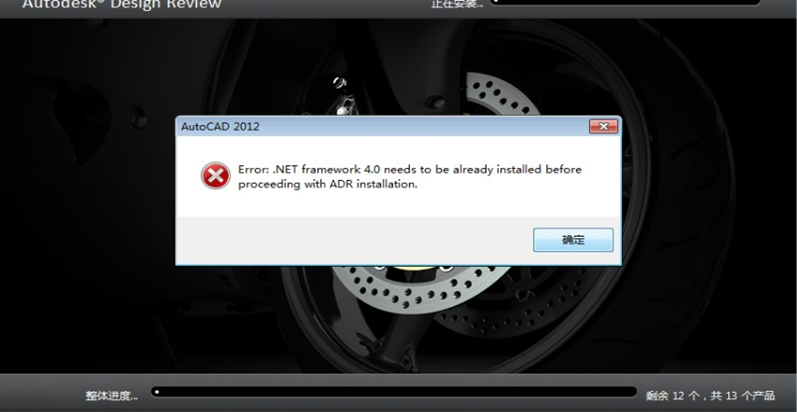 Autodesk® Design Review
正在安装...
AutoCAD 2012
Error: .NET framework 4.0 needs to be already installed before
proceeding with ADR installation.
确定
整体进度...
剩余 12 个，共 13 个产品